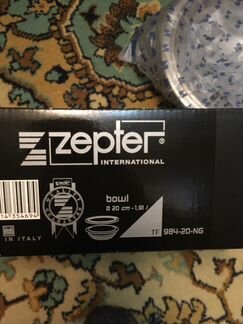 zepter®
INTERNATIONAL
bowl
Ø 20 cm - 1,8 l
TF 984-20-NG
IN ITALY